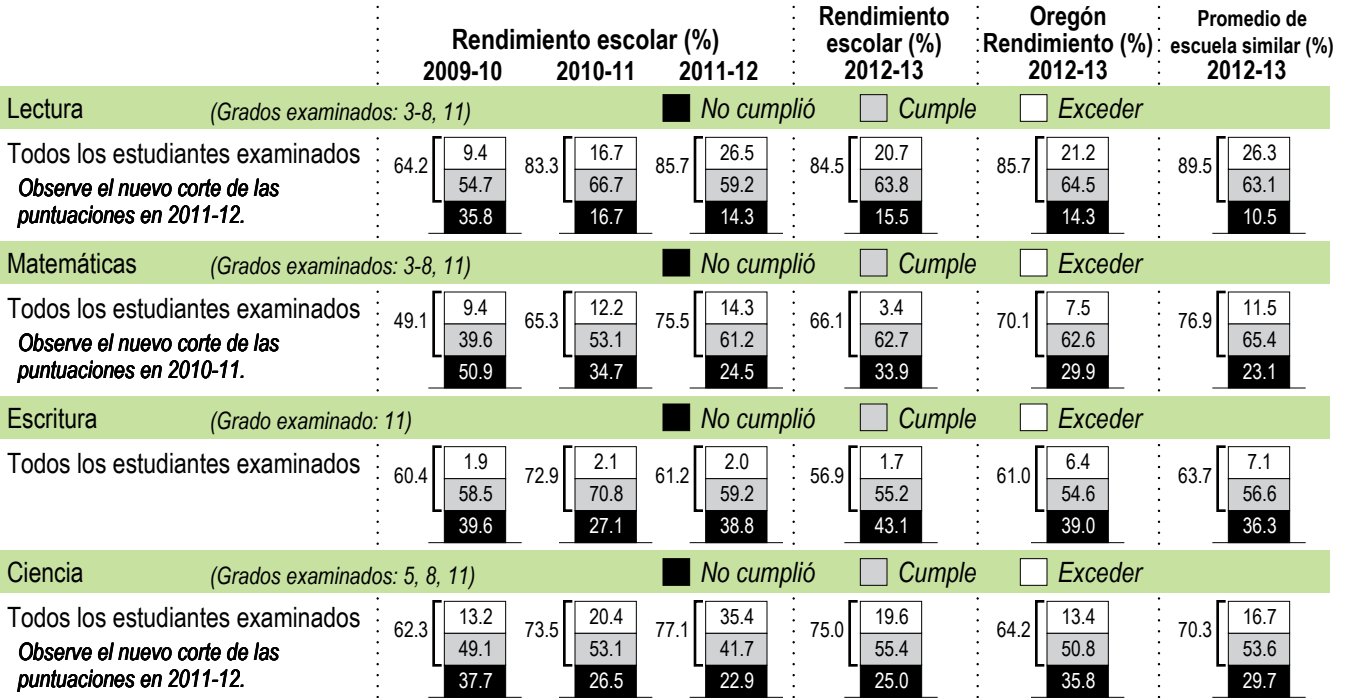 Rendimiento escolar (%)
2009-10 2010-11 2011-12
Rendimiento
escolar (%)
2012-13
Oregón
Rendimiento (%)
2012-13
Promedio de
escuela similar (%)
2012-13
Lectura (Grados examinados: 3-8, 11) No cumplió Cumple Exceder
Todos los estudiantes examinados
Observe el nuevo corte de las
puntuaciones en 2011-12.
64.2 9.4 83.3 16.7 85.7 26.5 84.5 20.7 85.7 21.2 89.5 26.3
54.7 66.7 59.2 63.8 64.5 63.1
35.8 16.7 14.3 15.5 14.3 10.5
Matemáticas (Grados examinados: 3-8, 11) No cumplió Cumple Exceder
Todos los estudiantes examinados
Observe el nuevo corte de las
puntuaciones en 2010-11.
49.1 9.4 65.3 12.2 75.5 14.3 66.1 3.4 70.1 7.5 76.9 11.5
39.6 53.1 61.2 62.7 62.6 65.4
50.9 34.7 24.5 33.9 29.9 23.1
Escritura (Grado examinado: 11) No cumplió Cumple Exceder
Todos los estudiantes examinados
60.4 1.9 72.9 2.1 61.2 2.0 56.9 1.7 61.0 6.4 63.7 7.1
58.5 70.8 59.2 55.2 54.6 56.6
39.6 27.1 38.8 43.1 39.0 36.3
Ciencia (Grados examinados: 5, 8, 11) No cumplió Cumple Exceder
Todos los estudiantes examinados
Observe el nuevo corte de las
puntuaciones en 2011-12.
62.3 13.2 73.5 20.4 77.1 35.4 75.0 19.6 64.2 13.4 70.3 16.7
49.1 53.1 41.7 55.4 50.8 53.6
37.7 26.5 22.9 25.0 35.8 29.7